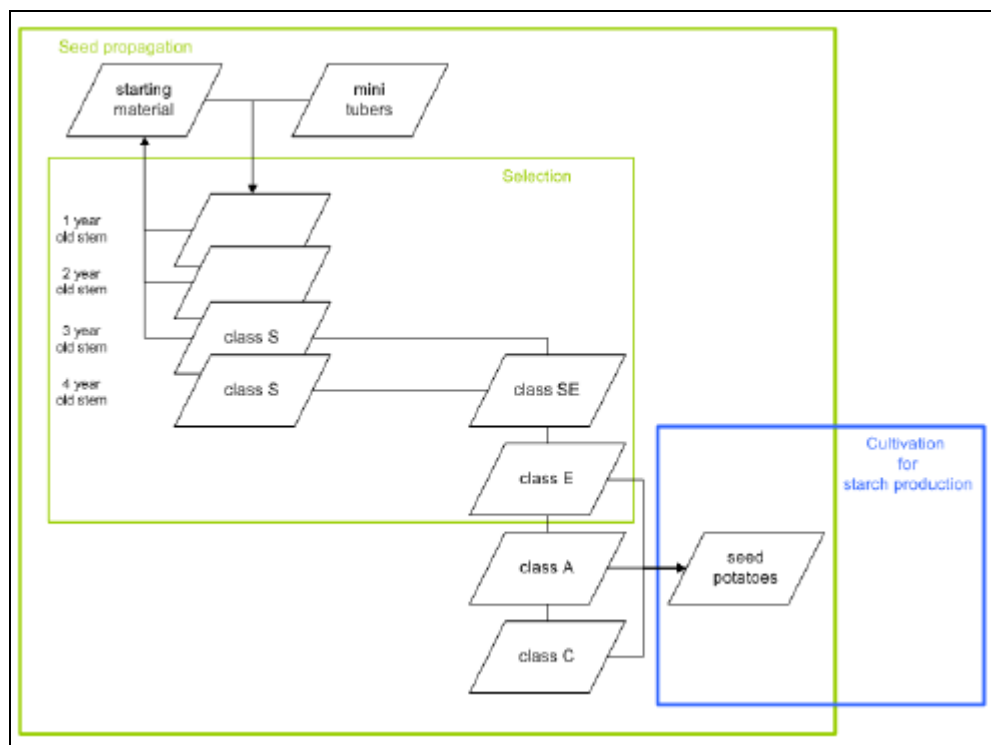 Seed propagation
starting
material
mini
tubers
Selection
1 year
old stem
2 year
old stem
3 year
old stem
class S
4 year
old stem
class S
class SE
Cultivation
for
starch production
class E
class A
seed
potatoes
class C